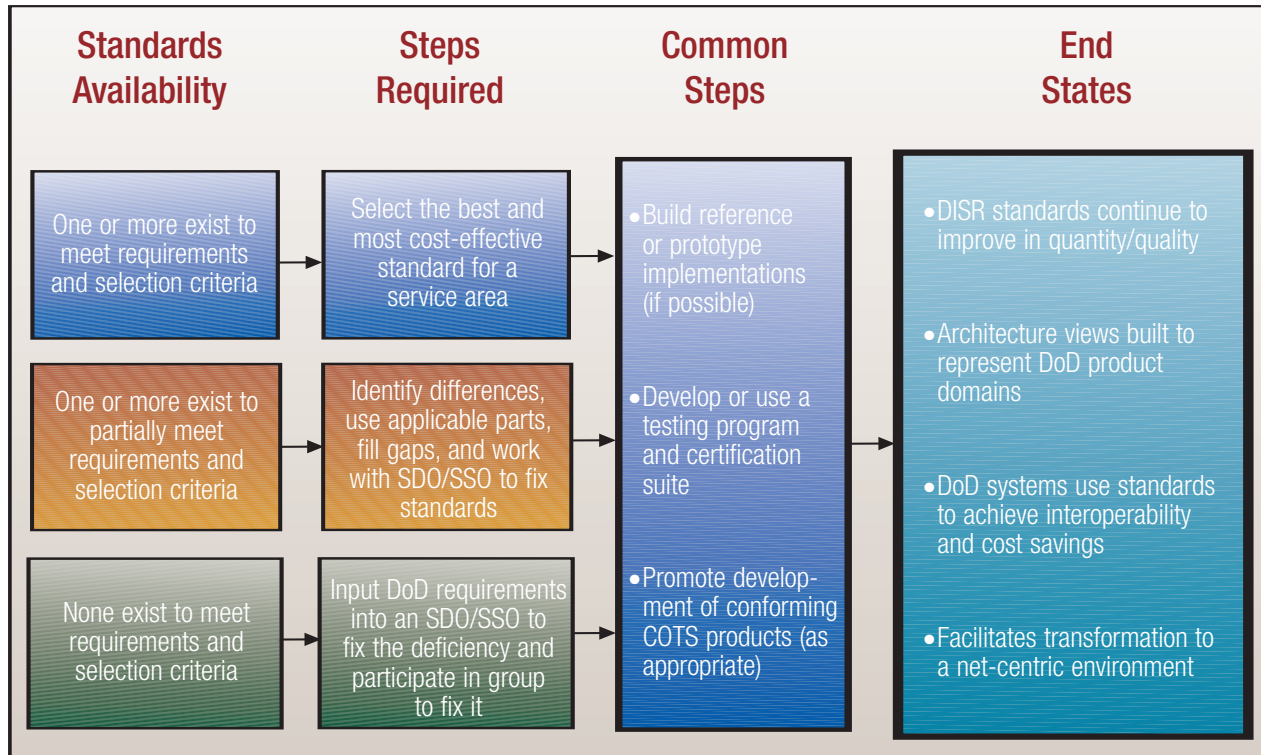 Standards
Availability
Steps
Required
Common
Steps
End
States
One or more exist to
meet requirements
and selection criteria
Select the best and
most cost-effective
standard for a
service area
One or more exist to
partially meet
requirements and
selection criteria
Identify differences,
use applicable parts,
fill gaps, and work
with SDO/SSO to fix
standards
None exist to meet
requirements and
selection criteria
Input DoD requirements
into an SDO/SSO to
fix the deficiency and
participate in group
to fix it
•Build reference
or prototype
implementations
(if possible)
•Develop or use a
testing program
and certification
suite
•Promote develop-
ment of conforming
COTS products (as
appropriate)
•DISR standards continue to
improve in quantity/quality
•Architecture views built to
represent DoD product
domains
•DoD systems use standards
to achieve interoperability
and cost savings
•Facilitates transformation to
a net-centric environment